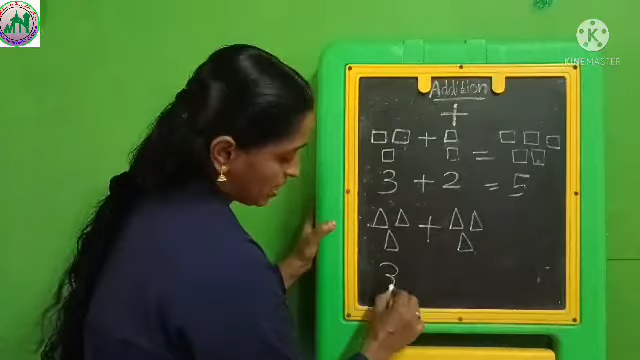 KINEMASTER
Addition
+
+ =
3 + 2 = 5
+
3